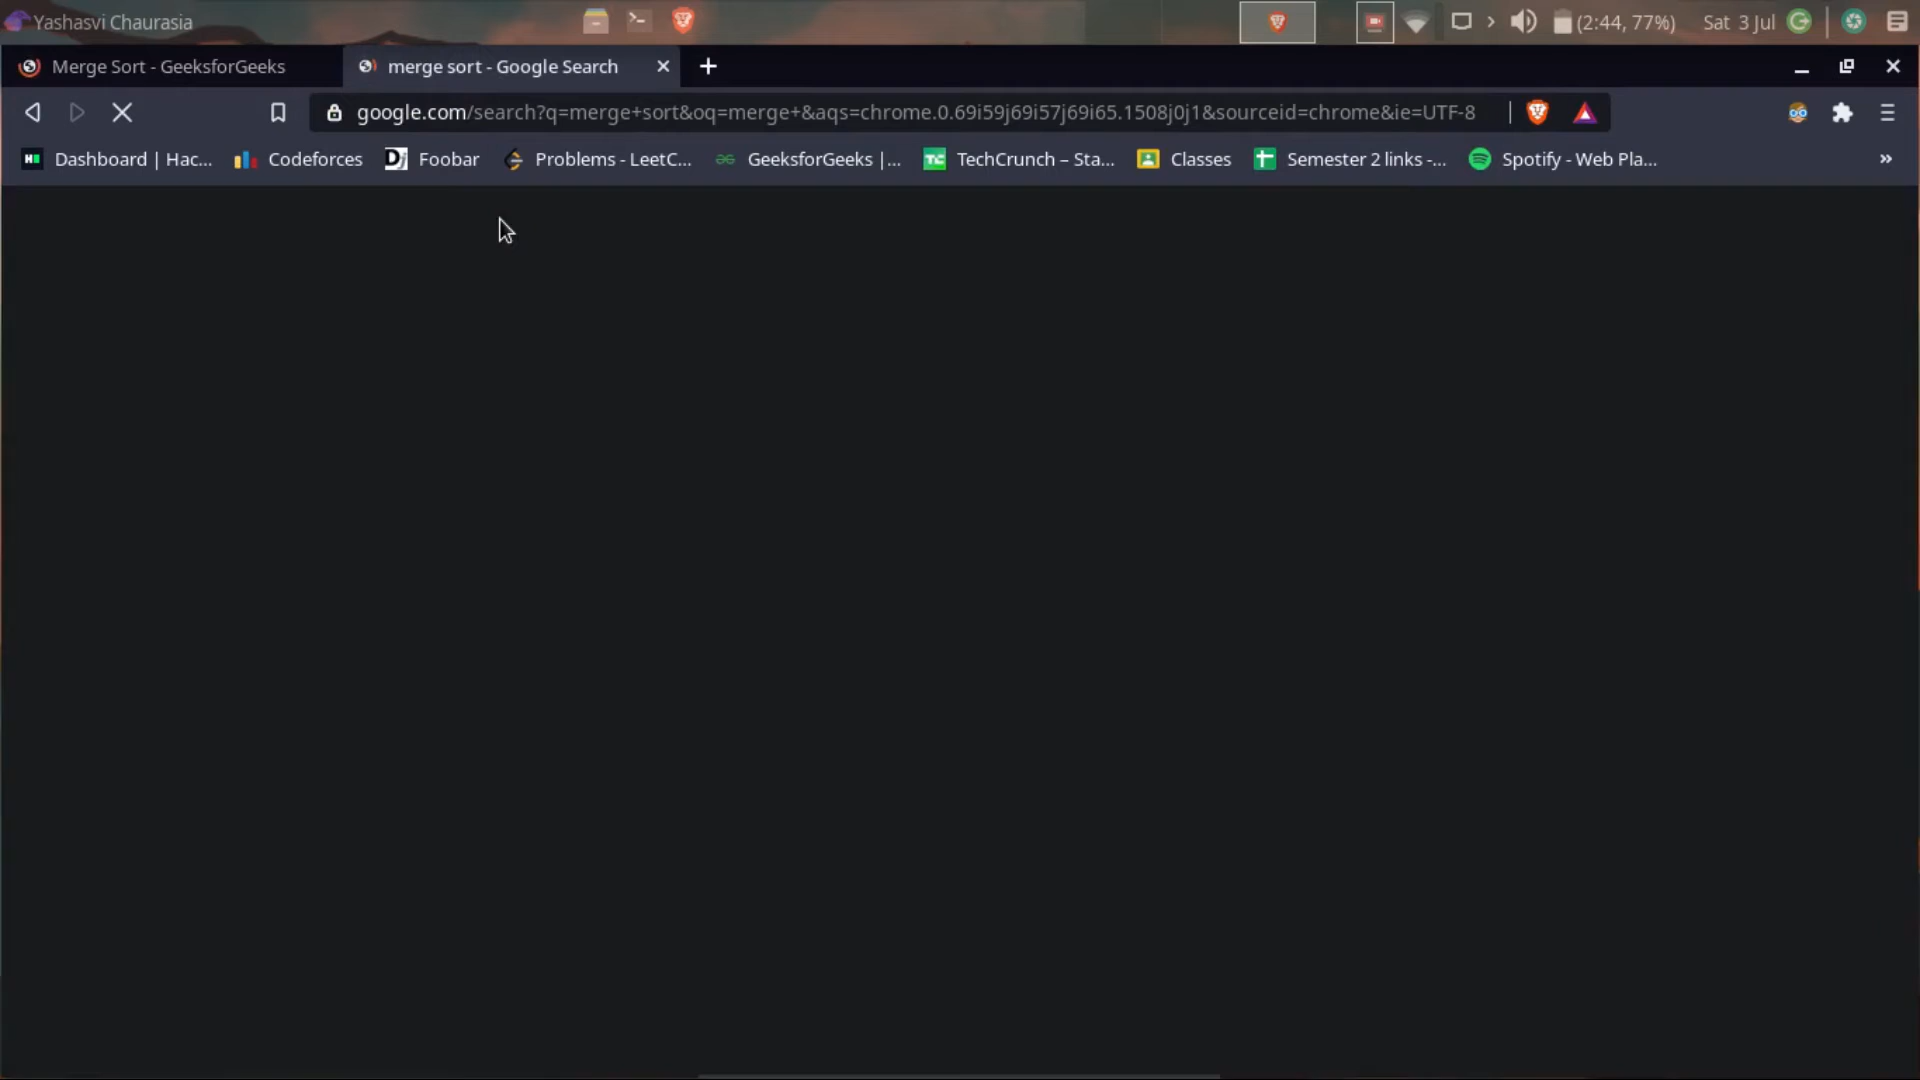 Yashasvi Chaurasia (2:44, 77%) Sat 3 Jul
Merge Sort - GeeksforGeeks merge sort - Google Search
google.com/search?q=merge+sort&oq=merge+&aqs=chrome.0.69i59j69i57j69i65.1508j0j1&sourceid=chrome&ie=UTF-8
Dashboard | Hac... Codeforces Foobar Problems - LeetC... GeeksforGeeks |... TechCrunch – Sta... Classes Semester 2 links -... Spotify - Web Pla... »